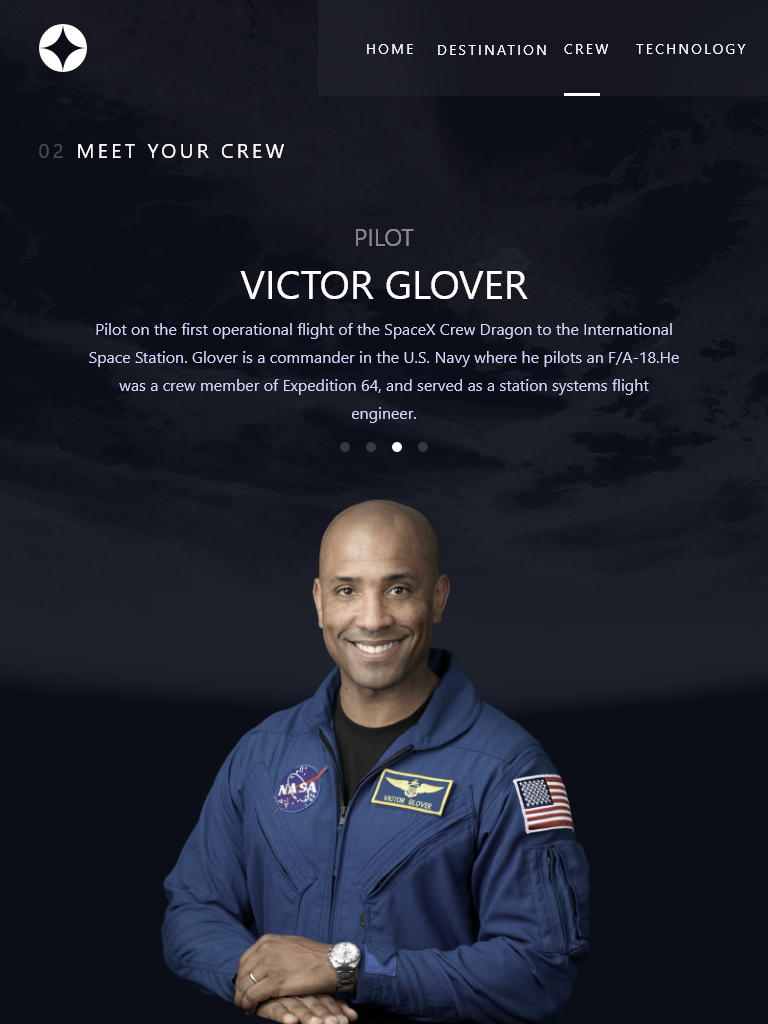 HOME DESTINATION CREW TECHNOLOGY
02 MEET YOUR CREW
PILOT
VICTOR GLOVER
Pilot on the first operational flight of the SpaceX Crew Dragon to the International
Space Station. Glover is a commander in the U.S. Navy where he pilots an F/A-18.He
was a crew member of Expedition 64, and served as a station systems flight
engineer.
NASA
VICTOR GLOVER